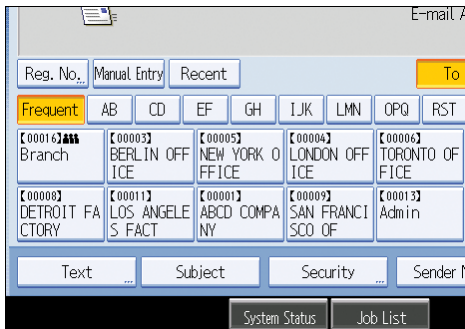 E-mail A
Reg. No. Manual Entry Recent To
Frequent AB CD EF GH IJK LMN OPQ RST
【00016】 【00003】 【00005】 【00004】 【00006】
Branch BERLIN OFF NEW YORK O LONDON OFF TORONTO OF
ICE FFICE ICE FICE
【00008】 【00011】 【00001】 【00009】 【00013】
DETROIT FA LOS ANGELE ABCD COMPA SAN FRANCI Admin
CTORY S FACT NY SCO OF
Text ... Subject Security ... Sender N
System Status Job List